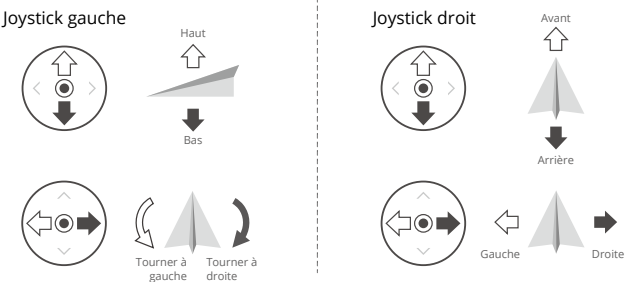 Joystick gauche
Haut
Bas
Tourner à
gauche
Tourner à
droite
Joystick droit
Avant
Arrière
Gauche
Droite